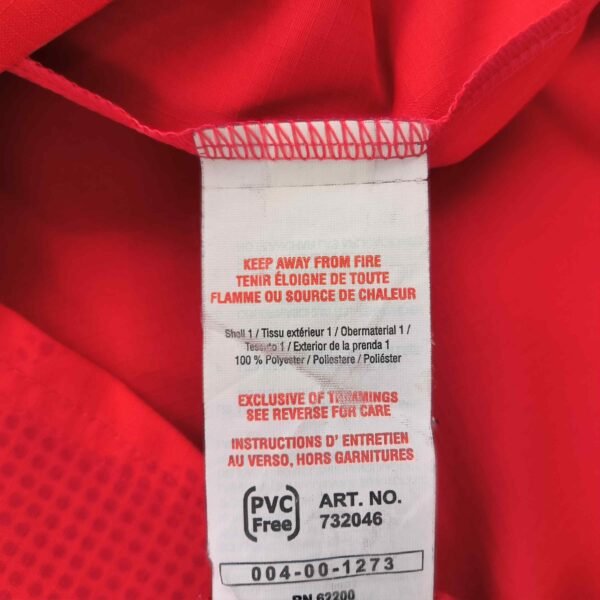 KEEP AWAY FROM FIRE
TENIR ÉLOIGNE DE TOUTE
FLAMME OU SOURCE DE CHALEUR
Shell 1 / Tissu extérieur 1 / Obermaterial 1 /
Tessuto 1 / Exterior de la prenda 1
100 % Polyester / Poliestere / Poliéster
EXCLUSIVE OF TRIMMINGS
SEE REVERSE FOR CARE
INSTRUCTIONS D' ENTRETIEN
AU VERSO, HORS GARNITURES
PVC
Free
ART. NO.
732046
004-00-1273
RN 62200